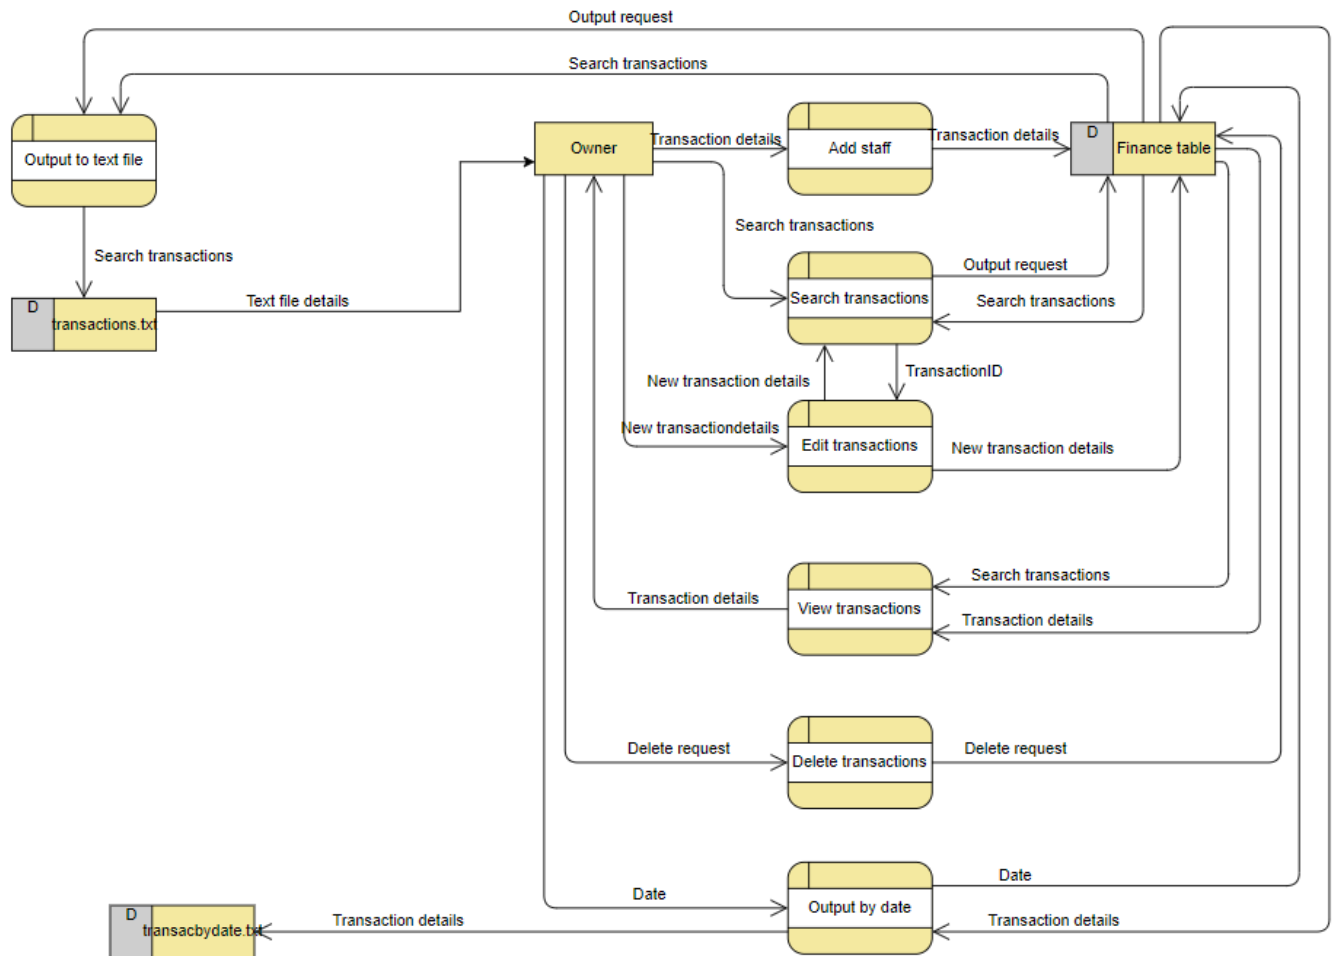 Output request
Search transactions
Output to text file
Owner
Transaction details
Add staff
Transaction details
D
Finance table
Search transactions
Search transactions
Output request
D
transactions.txt
Text file details
Search transactions
Search transactions
New transaction details
TransactionID
New transactiondetails
Edit transactions
New transaction details
Search transactions
Transaction details
View transactions
Transaction details
Delete request
Delete transactions
Delete request
Date
Date
Output by date
D
transacbydate.txt
Transaction details
Transaction details